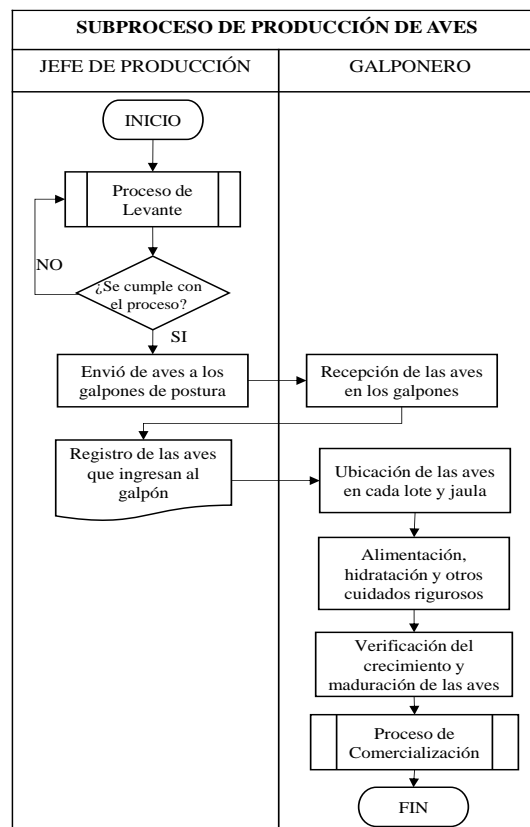 SUBPROCESO DE PRODUCCIÓN DE AVES
JEFE DE PRODUCCIÓN
GALPONERO
INICIO
Proceso de
Levante
NO
¿Se cumple con
el proceso?
SI
Envió de aves a los
galpones de postura
Recepción de las aves
en los galpones
Registro de las aves
que ingresan al
galpón
Ubicación de las aves
en cada lote y jaula
Alimentación,
hidratación y otros
cuidados rigurosos
Verificación del
crecimiento y
maduración de las aves
Proceso de
Comercialización
FIN